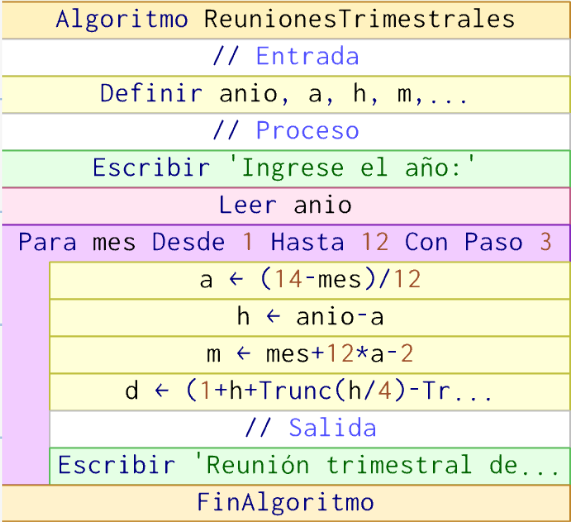 Algoritmo ReunionesTrimestrales
// Entrada
Definir anio, a, h, m,...
// Proceso
Escribir 'Ingrese el año:'
Leer anio
Para mes Desde 1 Hasta 12 Con Paso 3
a ← (14-mes)/12
h ← anio-a
m ← mes+12*a-2
d ← (1+h+Trunc(h/4)-Tr...
// Salida
Escribir 'Reunión trimestral de...
FinAlgoritmo